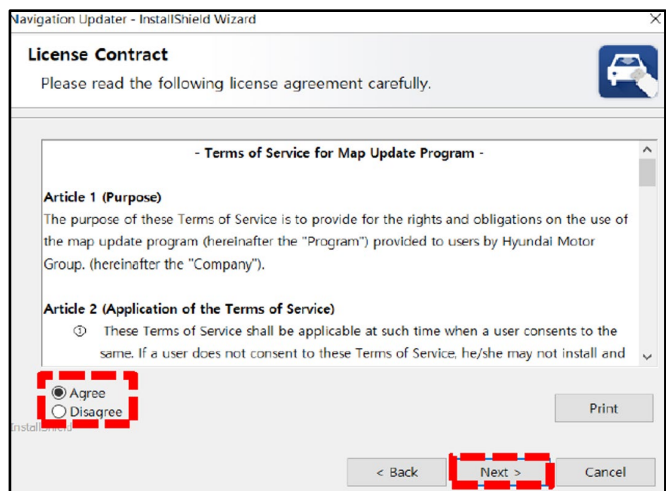 Navigation Updater - InstallShield Wizard
License Contract
Please read the following license agreement carefully.
- Terms of Service for Map Update Program -
Article 1 (Purpose)
The purpose of these Terms of Service is to provide for the rights and obligations on the use of
the map update program (hereinafter the "Program") provided to users by Hyundai Motor
Group. (hereinafter the "Company").
Article 2 (Application of the Terms of Service)
① These Terms of Service shall be applicable at such time when a user consents to the
same. If a user does not consent to these Terms of Service, he/she may not install and
Agree
Disagree
InstallShield
Print
< Back
Next >
Cancel